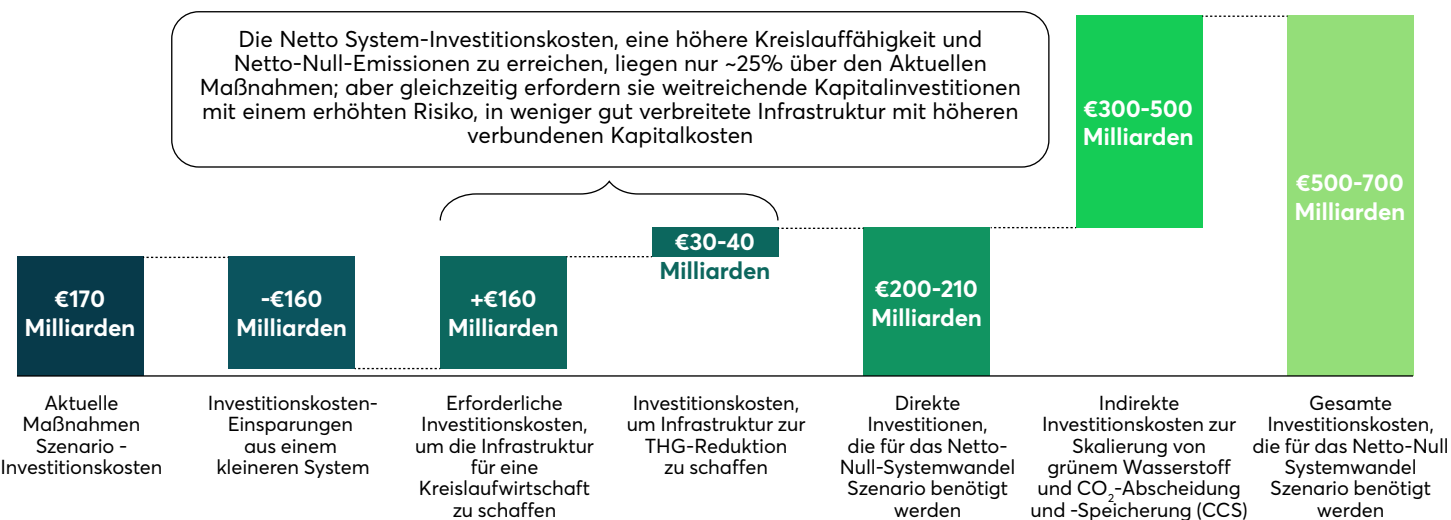 Die Netto System-Investitionskosten, eine höhere Kreislauffähigkeit und
Netto-Null-Emissionen zu erreichen, liegen nur ~25% über den Aktuellen
Maßnahmen; aber gleichzeitig erfordern sie weitreichende Kapitalinvestitionen
mit einem erhöhten Risiko, in weniger gut verbreitete Infrastruktur mit höheren
verbundenen Kapitalkosten
€170
Milliarden
-€160
Milliarden
+€160
Milliarden
€30-40
Milliarden
€200-210
Milliarden
€300-500
Milliarden
€500-700
Milliarden
Aktuelle
Maßnahmen
Szenario -
Investitionskosten
Investitionskosten-
Einsparungen
aus einem
kleineren System
Erforderliche
Investitionskosten,
um die Infrastruktur
für eine
Kreislaufwirtschaft
zu schaffen
Investitionskosten,
um Infrastruktur zur
THG-Reduktion
zu schaffen
Direkte
Investitionen,
die für das Netto-
Null-Systemwandel
Szenario benötigt
werden
Indirekte
Investitionskosten zur
Skalierung von
grünem Wasserstoff
und CO₂-Abscheidung
und -Speicherung (CCS)
Gesamte
Investitionskosten,
die für das Netto-Null
Systemwandel
Szenario benötigt
werden